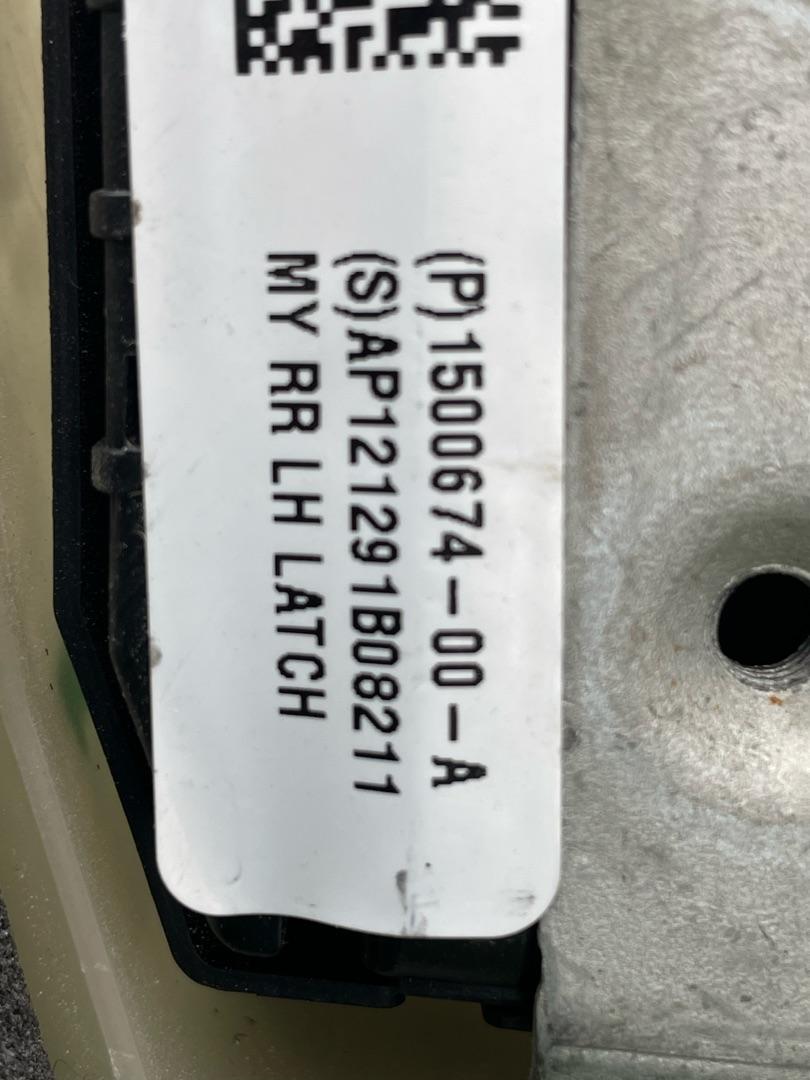 (P)1500674-00-A
(S)AP121291B08211
MY RR LH LATCH